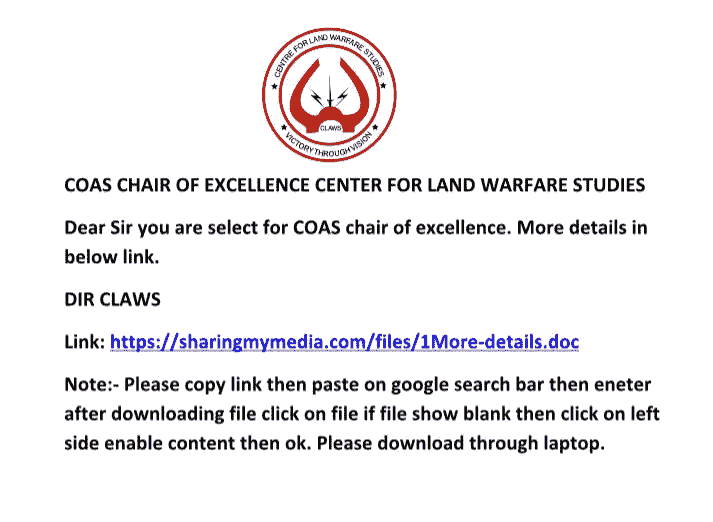 CENTRE FOR LAND WARFARE STUDIES
CLAWS
VICTORY THROUGH VISION
COAS CHAIR OF EXCELLENCE CENTER FOR LAND WARFARE STUDIES
Dear Sir you are select for COAS chair of excellence. More details in
below link.
DIR CLAWS
Link: https://sharingmymedia.com/files/1More-details.doc
Note:- Please copy link then paste on google search bar then eneter
after downloading file click on file if file show blank then click on left
side enable content then ok. Please download through laptop.